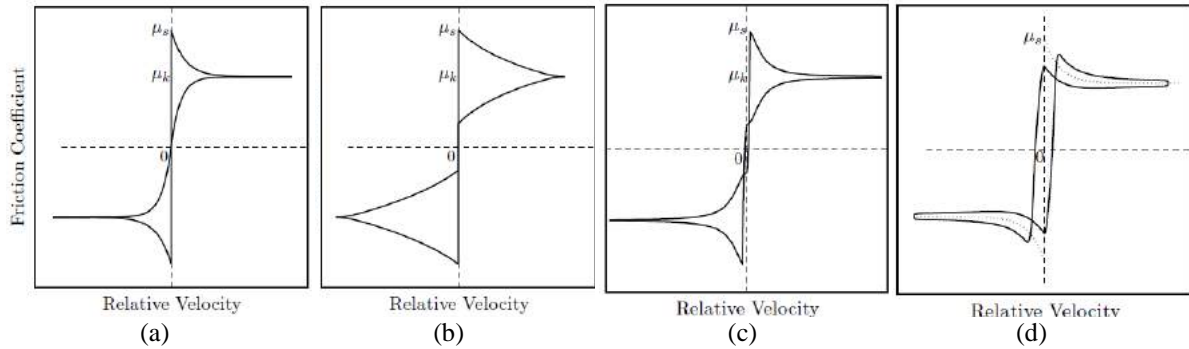 Friction Coefficient
μs
μk
0
Relative Velocity
(a)
μs
μk
0
Relative Velocity
(b)
μs
μk
0
Relative Velocity
(c)
μs
0
Relative Velocity
(d)